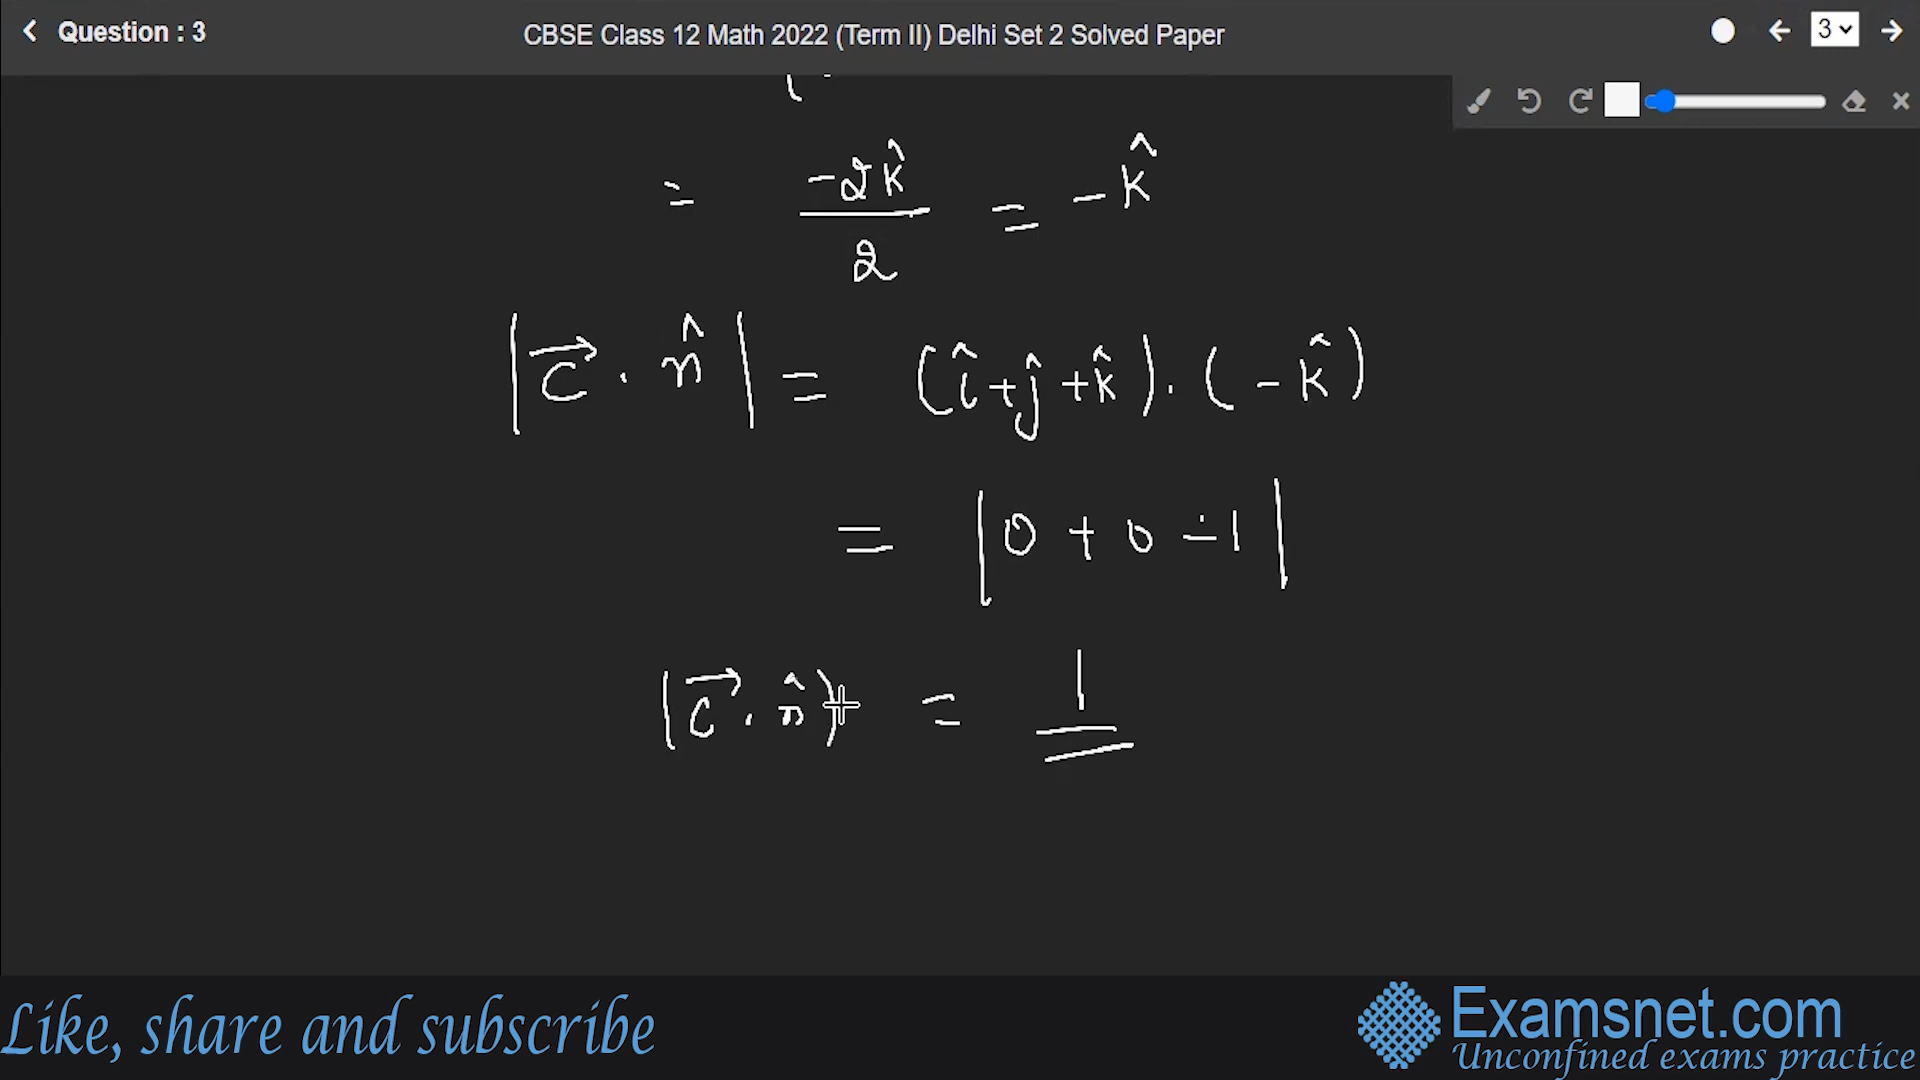 Question : 3
CBSE Class 12 Math 2022 (Term II) Delhi Set 2 Solved Paper
3
= -2k̂/2 = -k̂
|c⃗ . n̂| = (î+ĵ+k̂).(-k̂)
= |0 + 0 -1|
|c⃗ . n̂| = 1
Like, share and subscribe
Examsnet.com
Unconfined exams practice